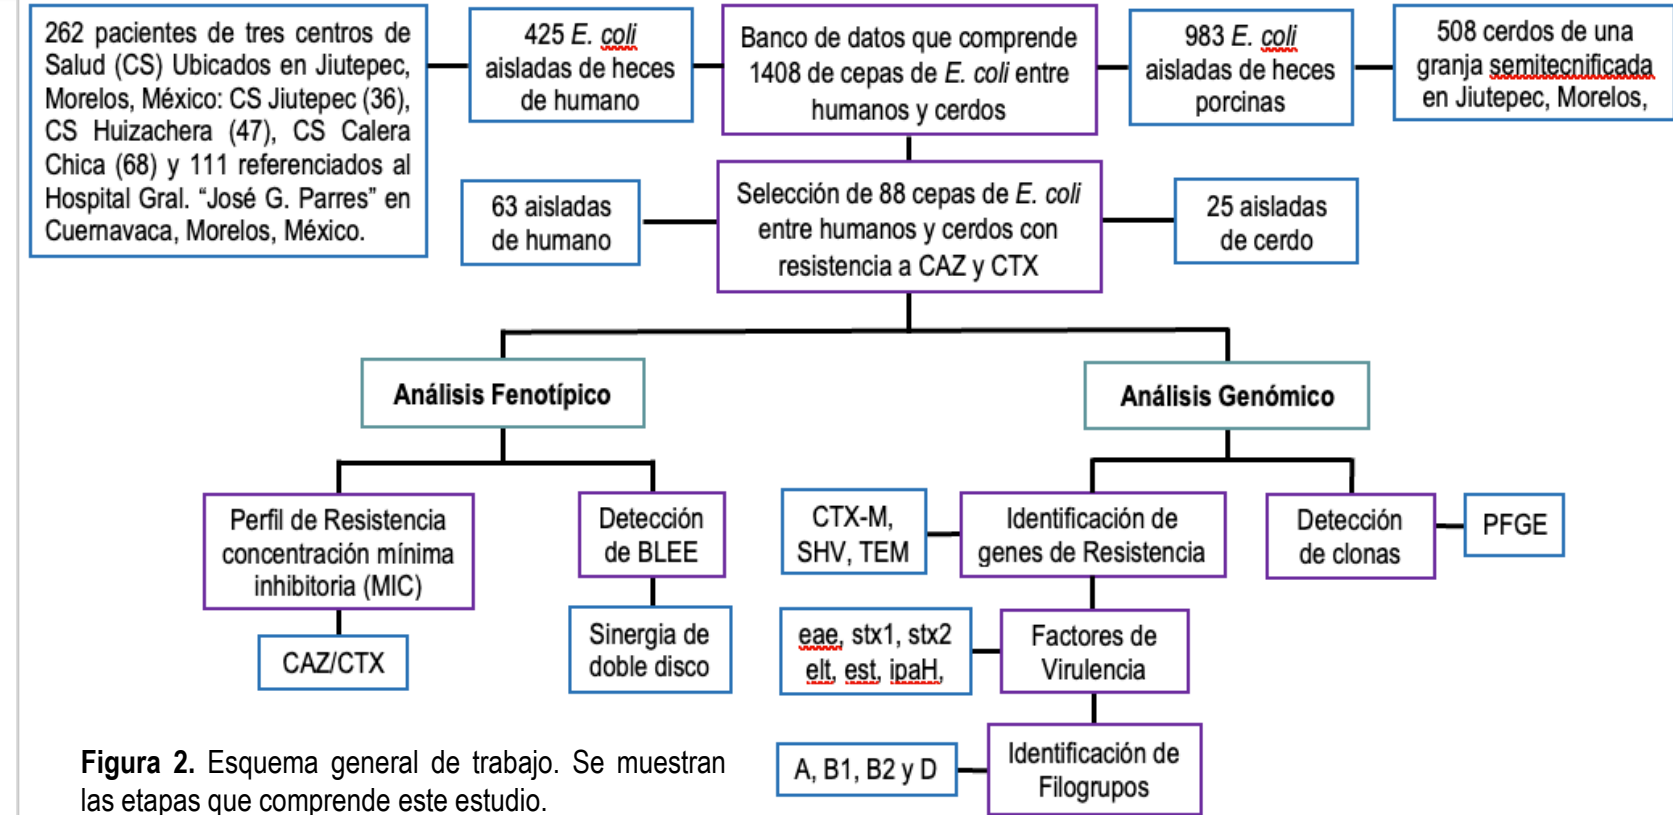 262 pacientes de tres centros de
Salud (CS) Ubicados en Jiutepec,
Morelos, México: CS Jiutepec (36),
CS Huizachera (47), CS Calera
Chica (68) y 111 referenciados al
Hospital Gral. “José G. Parres” en
Cuernavaca, Morelos, México.
425 E. coli
aisladas de heces
de humano
Banco de datos que comprende
1408 de cepas de E. coli entre
humanos y cerdos
983 E. coli
aisladas de heces
porcinas
508 cerdos de una
granja semitecnificada
en Jiutepec, Morelos,
63 aisladas
de humano
Selección de 88 cepas de E. coli
entre humanos y cerdos con
resistencia a CAZ y CTX
25 aisladas
de cerdo
Análisis Fenotípico
Análisis Genómico
Perfil de Resistencia
concentración mínima
inhibitoria (MIC)
Detección
de BLEE
CTX-M,
SHV, TEM
Identificación de
genes de Resistencia
Detección
de clonas
PFGE
CAZ/CTX
Sinergia de
doble disco
eae, stx1, stx2
elt, est, ipaH,
Factores de
Virulencia
A, B1, B2 y D
Identificación de
Filogrupos
Figura 2. Esquema general de trabajo. Se muestran
las etapas que comprende este estudio.